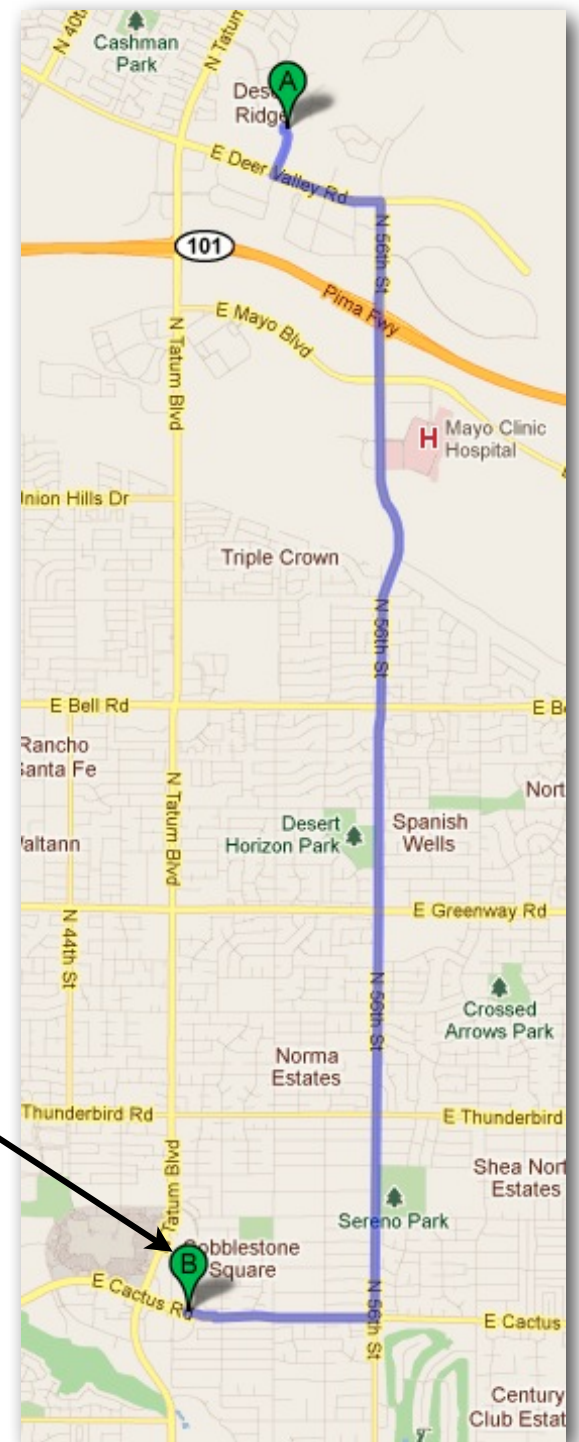 N 40th
N Tatum
Cashman
Park
A
Ridge
E Deer Valley Rd
N 56th St
101
Pima Fwy
E Mayo Blvd
N Tatum Blvd
H
Mayo Clinic
Hospital
Union Hills Dr
Triple Crown
N 56th St
E Bell Rd
E B
Rancho
Santa Fe
N Tatum Blvd
Nort
Desert
Horizon Park
Spanish
Wells
N 44th St
E Greenway Rd
N 56th St
Crossed
Arrows Park
Norma
Estates
Thunderbird Rd
E Thunderbird
Tatum Blvd
Shea Nort
Estates
Sereno Park
Cobblestone
Square
B
E Cactus Rd
N 56th St
E Cactus
Century
Club Estat